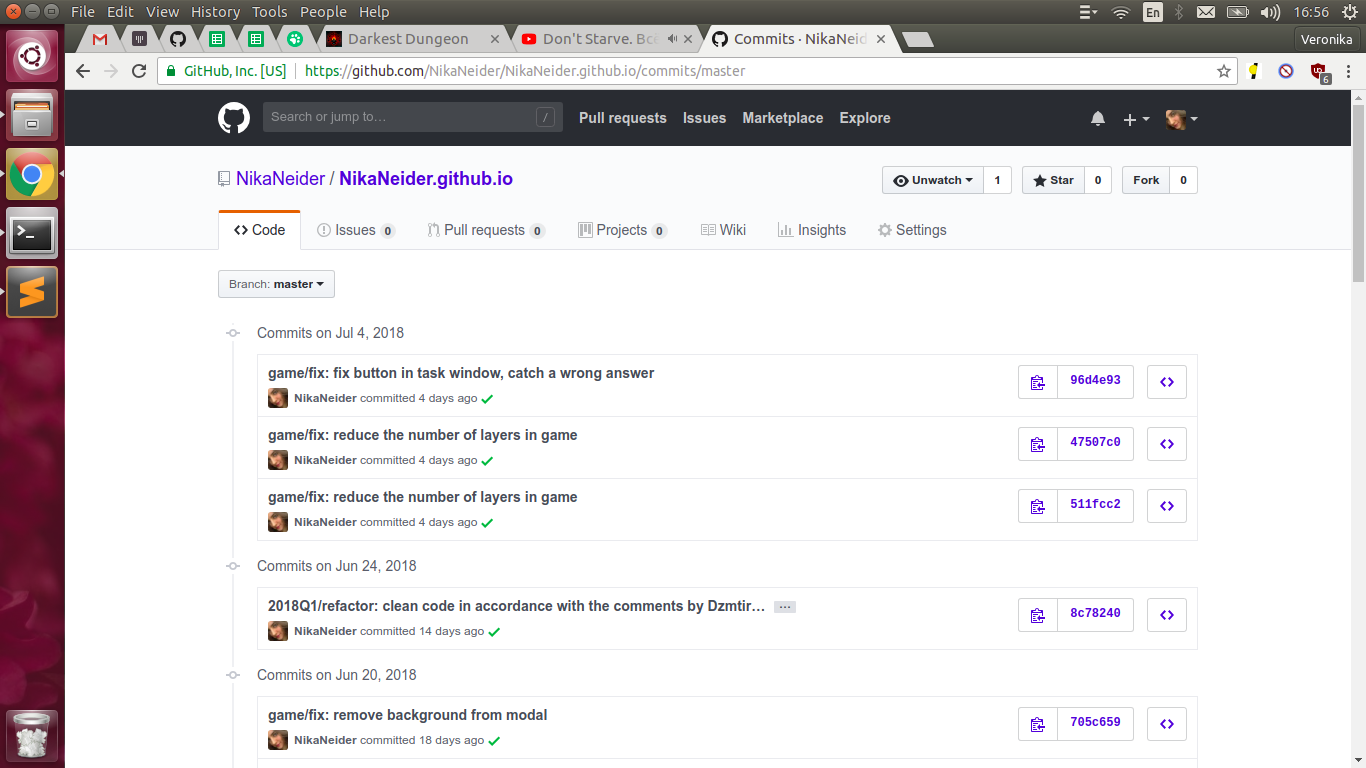 File Edit View History Tools People Help
En
16:56
Darkest Dungeon
Don't Starve. Всё
Commits · NikaNeid
Veronika
GitHub, Inc. [US]
https://github.com/NikaNeider/NikaNeider.github.io/commits/master
6
Search or jump to…
/
Pull requests Issues Marketplace Explore
NikaNeider / NikaNeider.github.io
Unwatch 1
Star 0
Fork 0
Code
Issues 0
Pull requests 0
Projects 0
Wiki
Insights
Settings
Branch: master
Commits on Jul 4, 2018
game/fix: fix button in task window, catch a wrong answer
96d4e93
NikaNeider committed 4 days ago
game/fix: reduce the number of layers in game
47507c0
NikaNeider committed 4 days ago
game/fix: reduce the number of layers in game
511fcc2
NikaNeider committed 4 days ago
Commits on Jun 24, 2018
2018Q1/refactor: clean code in accordance with the comments by Dzmtir… …
8c78240
NikaNeider committed 14 days ago
Commits on Jun 20, 2018
game/fix: remove background from modal
705c659
NikaNeider committed 18 days ago